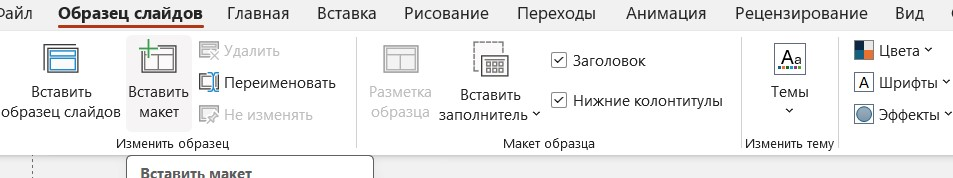 Файл Образец слайдов Главная Вставка Рисование Переходы Анимация Рецензирование Вид
Вставить образец слайдов
Вставить макет
Удалить
Переименовать
Не изменять
Изменить образец
Разметка образца
Вставить заполнитель
Заголовок
Нижние колонтитулы
Макет образца
Aa
Темы
Изменить тему
Цвета
A Шрифты
Эффекты
Вставить макет